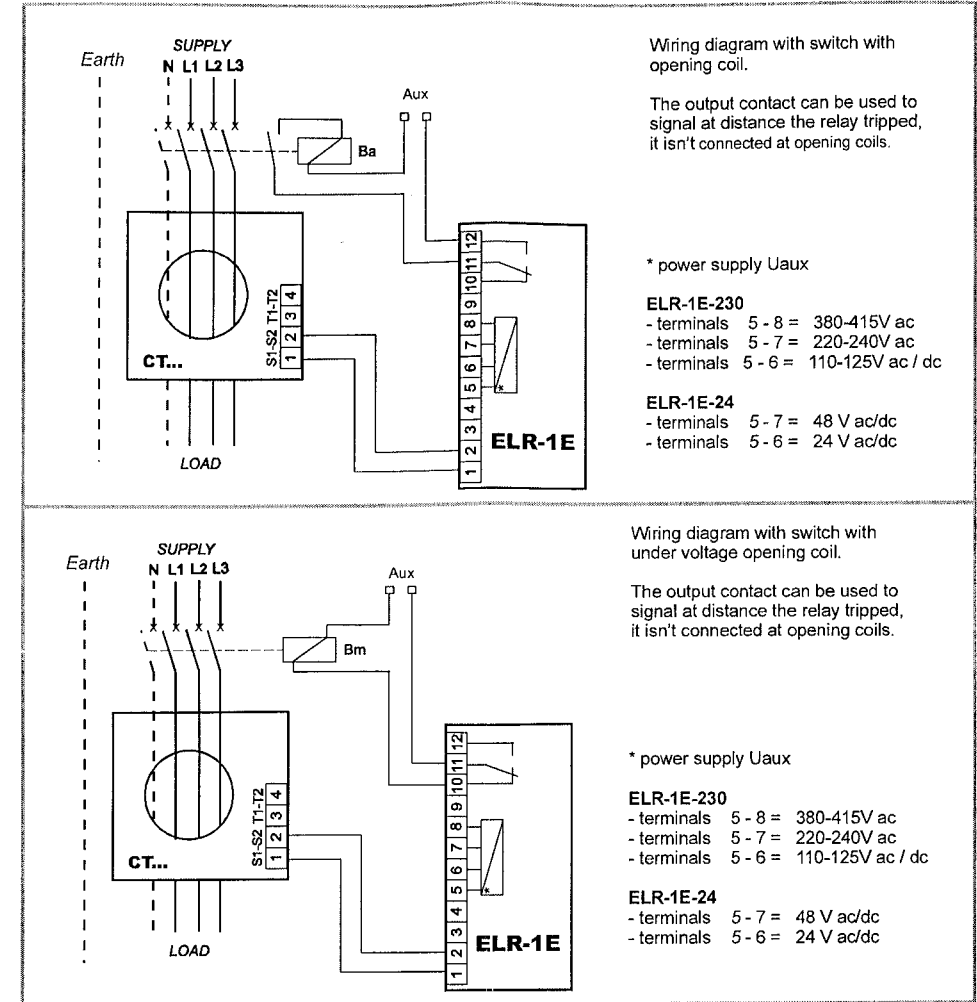 Earth
SUPPLY
N L1 L2 L3
Aux
Ba
CT...
S1-S2 T1-T2
1 2 3 4
LOAD
12
11
10
9
8
7
6
5
4
3
2
1
*
ELR-1E
Wiring diagram with switch with
opening coil.
The output contact can be used to
signal at distance the relay tripped,
it isn't connected at opening coils.
* power supply Uaux
ELR-1E-230
- terminals 5 - 8 = 380-415V ac
- terminals 5 - 7 = 220-240V ac
- terminals 5 - 6 = 110-125V ac / dc
ELR-1E-24
- terminals 5 - 7 = 48 V ac/dc
- terminals 5 - 6 = 24 V ac/dc
Earth
SUPPLY
N L1 L2 L3
Aux
Bm
CT...
S1-S2 T1-T2
1 2 3 4
LOAD
12
11
10
9
8
7
6
5
4
3
2
1
*
ELR-1E
Wiring diagram with switch with
under voltage opening coil.
The output contact can be used to
signal at distance the relay tripped,
it isn't connected at opening coils.
* power supply Uaux
ELR-1E-230
- terminals 5 - 8 = 380-415V ac
- terminals 5 - 7 = 220-240V ac
- terminals 5 - 6 = 110-125V ac / dc
ELR-1E-24
- terminals 5 - 7 = 48 V ac/dc
- terminals 5 - 6 = 24 V ac/dc